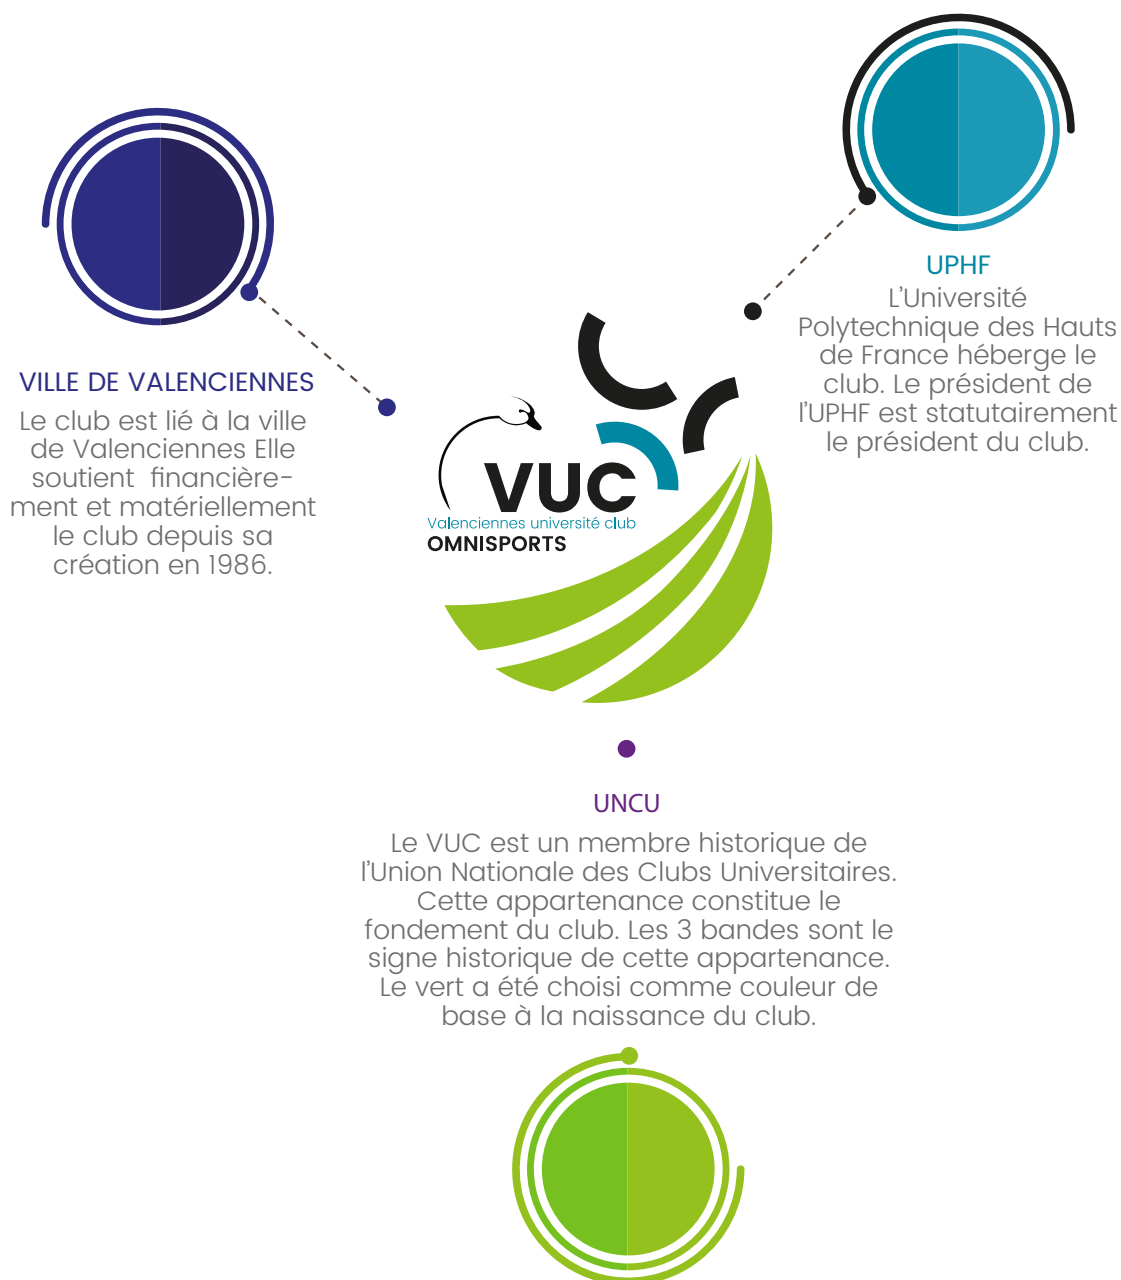 VILLE DE VALENCIENNES
Le club est lié à la ville
de Valenciennes Elle
soutient  financière-
ment et matériellement
le club depuis sa
création en 1986.
UPHF
L'Université
Polytechnique des Hauts
de France héberge le
club. Le président de
l'UPHF est statutairement
le président du club.
VUC
Valenciennes université club
OMNISPORTS
UNCU
Le VUC est un membre historique de
l'Union Nationale des Clubs Universitaires.
Cette appartenance constitue le
fondement du club. Les 3 bandes sont le
signe historique de cette appartenance.
Le vert a été choisi comme couleur de
base à la naissance du club.